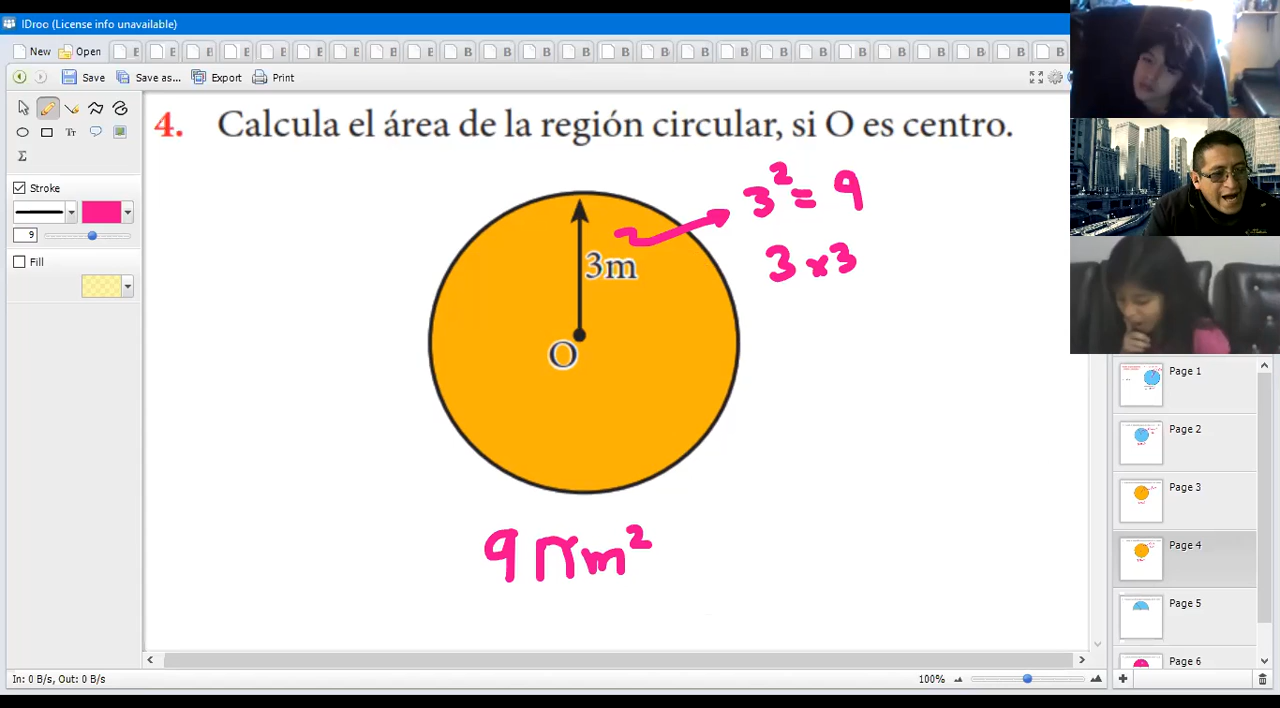 IDroo (License info unavailable)
New Open E E B B B B E B B B B B B B B B B B B B B B B B B
Save Save as... Export Print
Tт
Σ
Stroke
9
Fill
4. Calcula el área de la región circular, si O es centro.
3² = 9
3 x 3
3m
O
9πm²
Page 1
Page 2
Page 3
Page 4
Page 5
Page 6
In: 0 B/s, Out: 0 B/s
100%